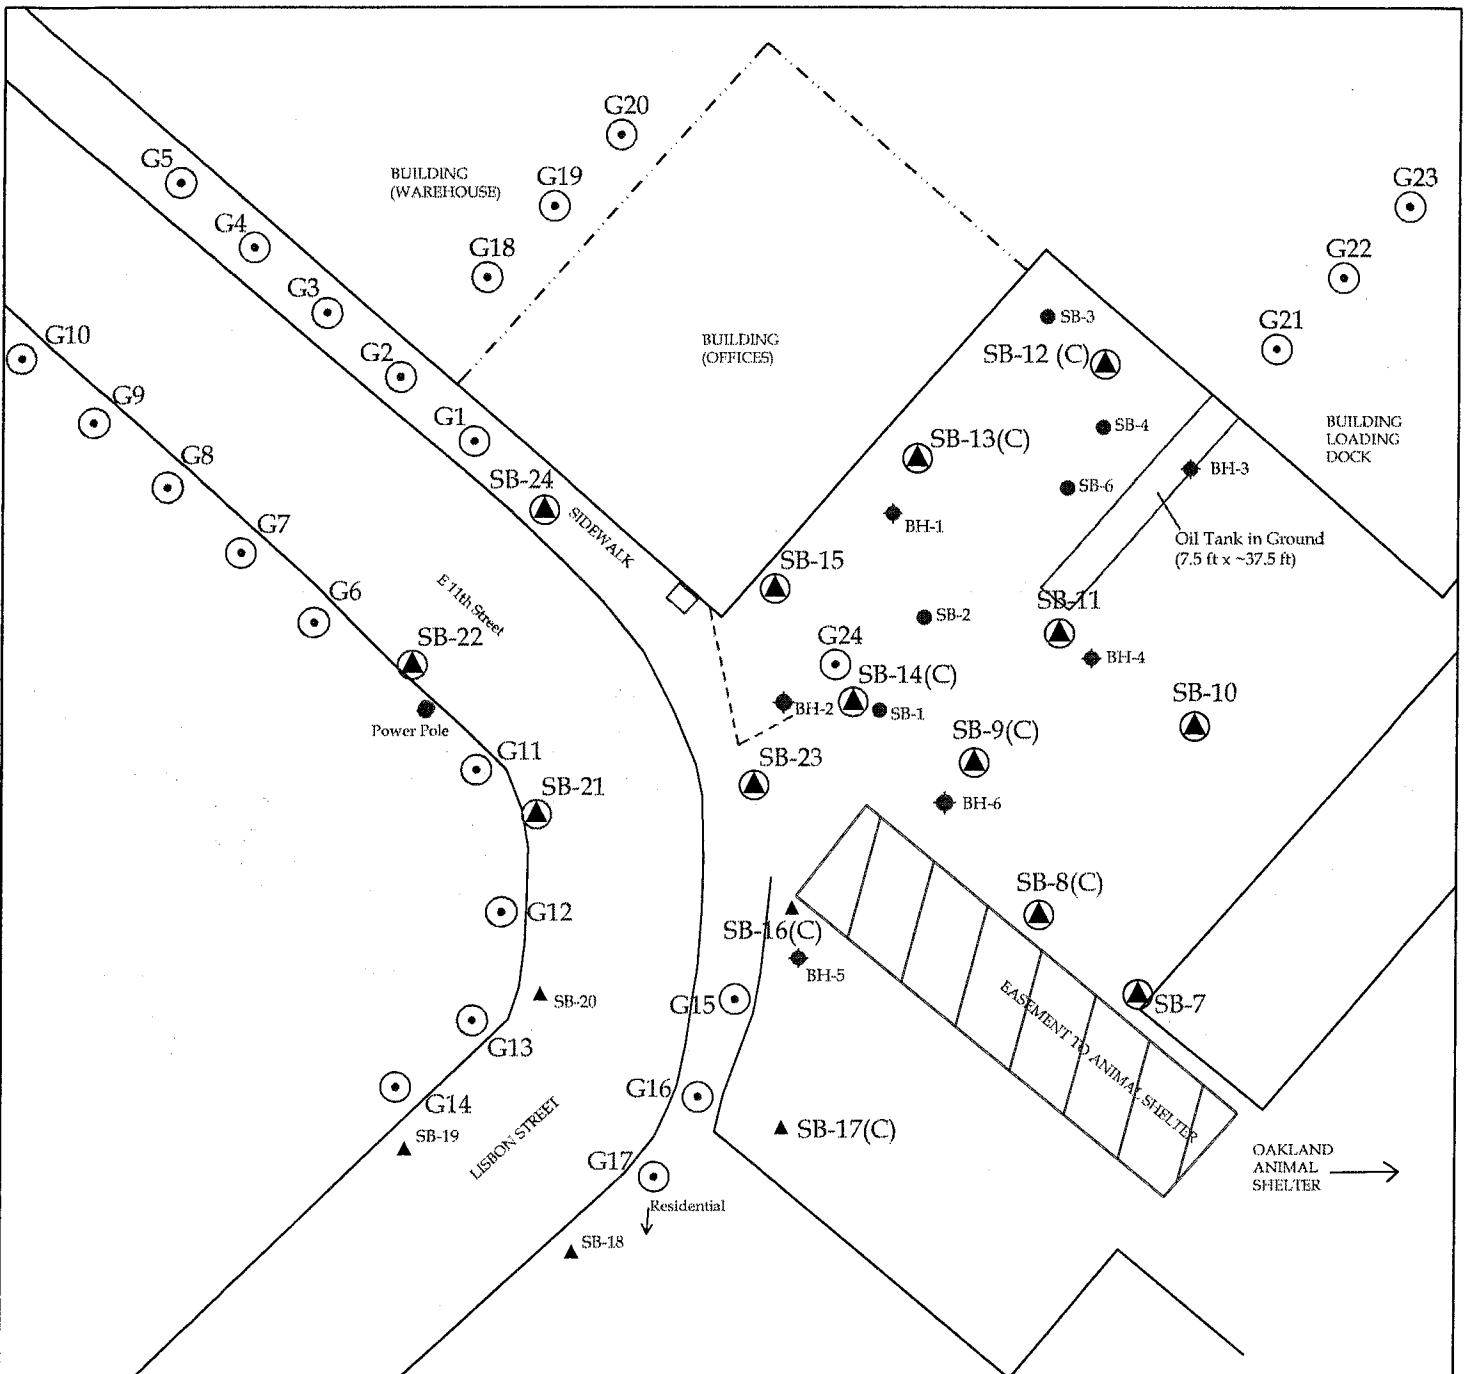 G20
G5
BUILDING
(WAREHOUSE)
G19
G23
G4
G18
G22
G3
SB-3
G21
G10
G2
BUILDING
(OFFICES)
SB-12 (C)
G9
G1
SB-13(C)
SB-4
BUILDING
LOADING
DOCK
G8
SB-24
SB-6
BH-3
SIDEWALK
BH-1
G7
Oil Tank in Ground
(7.5 ft x ~37.5 ft)
SB-15
E 11th Street
G6
SB-11
SB-2
SB-22
G24
BH-4
SB-14(C)
SB-10
BH-2
SB-1
Power Pole
SB-9(C)
G11
SB-23
SB-21
BH-6
SB-8(C)
G12
SB-16(C)
BH-5
SB-20
G15
EASEMENT TO ANIMAL SHELTER
SB-7
G13
G16
G14
SB-17(C)
SB-19
LISBON STREET
OAKLAND
ANIMAL
SHELTER
G17
Residential
SB-18